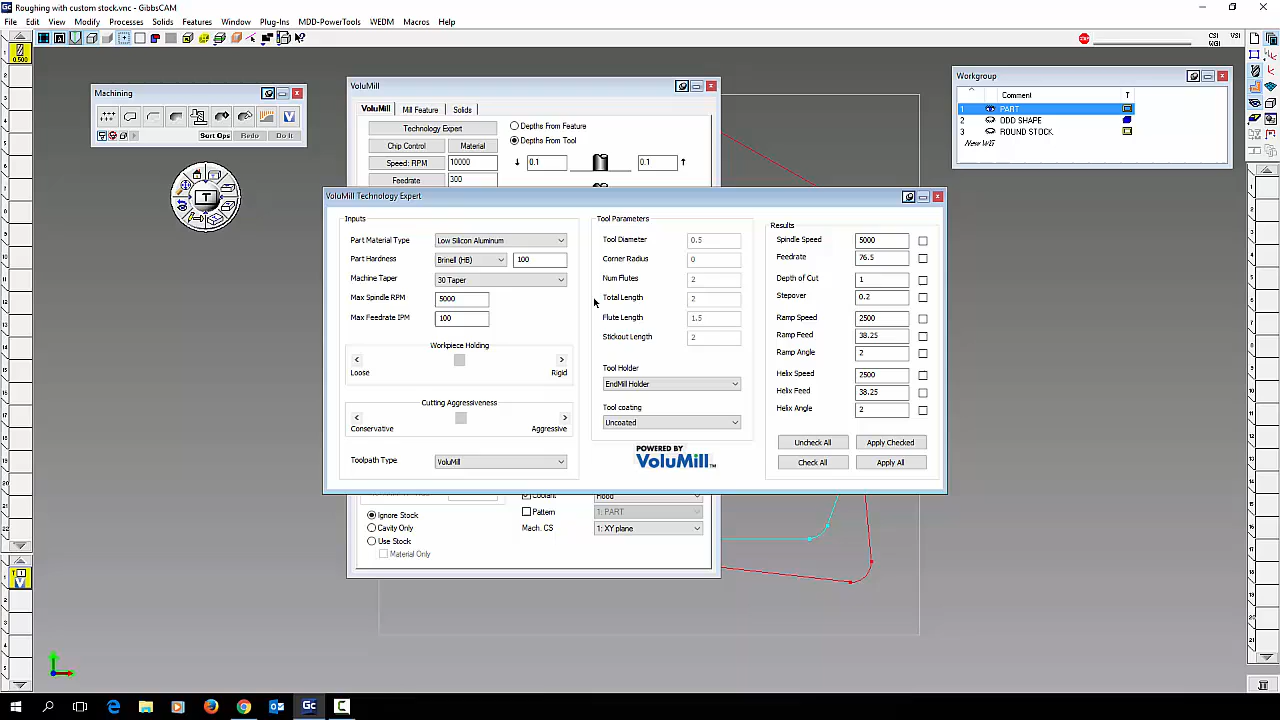 Roughing with custom stock.vnc - GibbsCAM
File Edit View Modify Processes Solids Features Window Plug-Ins MDD-PowerTools WEDM Macros Help
1
0.500
CSI
WGI
VSI
Machining
Sort Ops Redo Do It
T
VoluMill
VoluMill Mill Feature Solids
Technology Expert
Depths From Feature
Chip Control Material
Depths From Tool
Speed: RPM 10000
0.1 0.1
Feedrate 300
Workgroup
Comment T
1 PART
2 ODD SHAPE
3 ROUND STOCK
New WG
VoluMill Technology Expert
Inputs
Part Material Type Low Silicon Aluminum
Part Hardness Brinell (HB) 100
Machine Taper 30 Taper
Max Spindle RPM 5000
Max Feedrate IPM 100
Workpiece Holding
Loose Rigid
Cutting Aggressiveness
Conservative Aggressive
Toolpath Type VoluMill
Tool Parameters
Tool Diameter 0.5
Corner Radius 0
Num Flutes 2
Total Length 2
Flute Length 1.5
Stickout Length 2
Tool Holder
EndMill Holder
Tool coating
Uncoated
POWERED BY
VoluMill™
Results
Spindle Speed 5000
Feedrate 76.5
Depth of Cut 1
Stepover 0.2
Ramp Speed 2500
Ramp Feed 38.25
Ramp Angle 2
Helix Speed 2500
Helix Feed 38.25
Helix Angle 2
Uncheck All Apply Checked
Check All Apply All
Coolant Flood
Ignore Stock
Pattern 1: PART
Cavity Only
Mach. CS 1: XY plane
Use Stock
Material Only